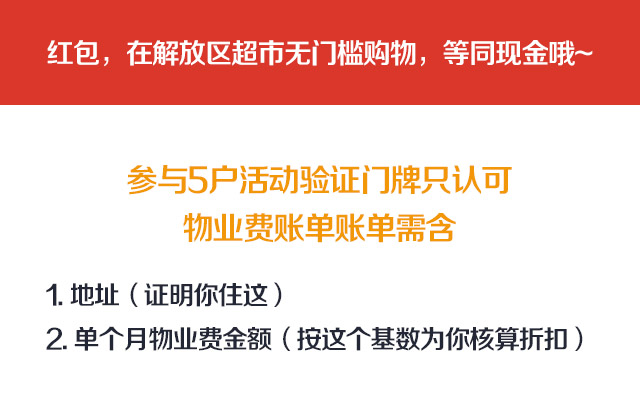 红包，在解放区超市无门槛购物，等同现金哦~
参与5户活动验证门牌只认可
物业费账单账单需含
1. 地址（证明你住这）
2. 单个月物业费金额（按这个基数为你核算折扣）